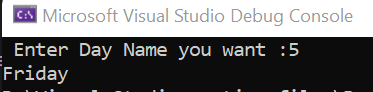 Microsoft Visual Studio Debug Console
Enter Day Name you want :5
Friday